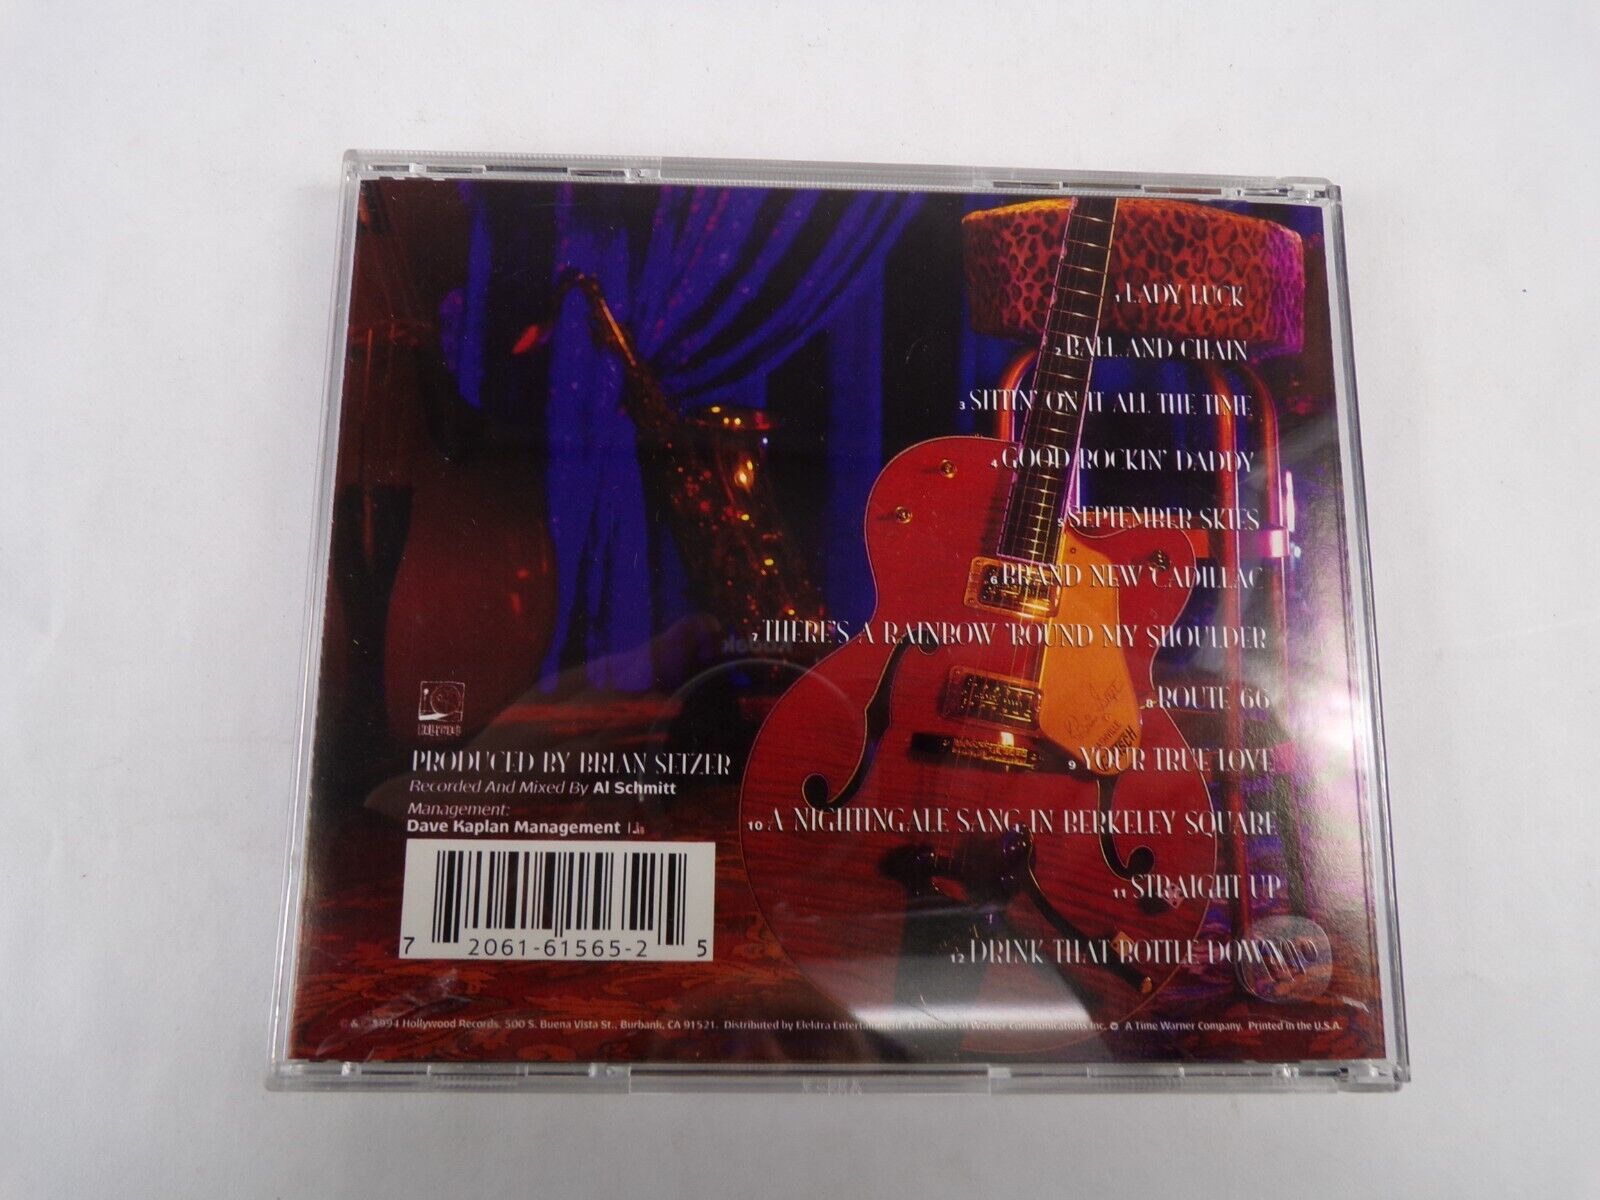 1 LADY LUCK
2 BALL AND CHAIN
3 SITTIN' ON IT ALL THE TIME
4 GOOD ROCKIN' DADDY
5 SEPTEMBER SKIES
6 BRAND NEW CADILLAC
7 THERE'S A RAINBOW 'ROUND MY SHOULDER
8 ROUTE 66
9 YOUR TRUE LOVE
10 A NIGHTINGALE SANG IN BERKELEY SQUARE
11 STRAIGHT UP
12 DRINK THAT BOTTLE DOWN
PRODUCED BY BRIAN SETZER
Recorded And Mixed By Al Schmitt
Management:
Dave Kaplan Management
7 2061-61565-2 5
© & ℗ 1994 Hollywood Records, 500 S. Buena Vista St., Burbank, CA 91521. Distributed by Elektra Entertainment, A Division of Warner Communications Inc. A Time Warner Company. Printed in the U.S.A.